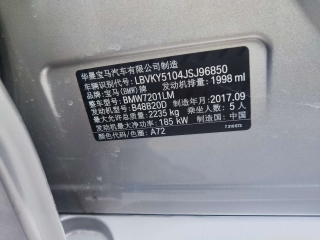 华晨宝马汽车有限公司制造
车辆识别代号: LBVKY5104JSJ96850
品牌: 宝马(BMW)牌 发动机排量: 1998 ml
整车型号: BMW7201LM
发动机型号: B48B20D 制造年月: 2017.09
最大允许总质量: 2235 kg 乘坐人数: 5 人
发动机最大净功率: 185 kW 制造国: 中国
颜色代码: A72